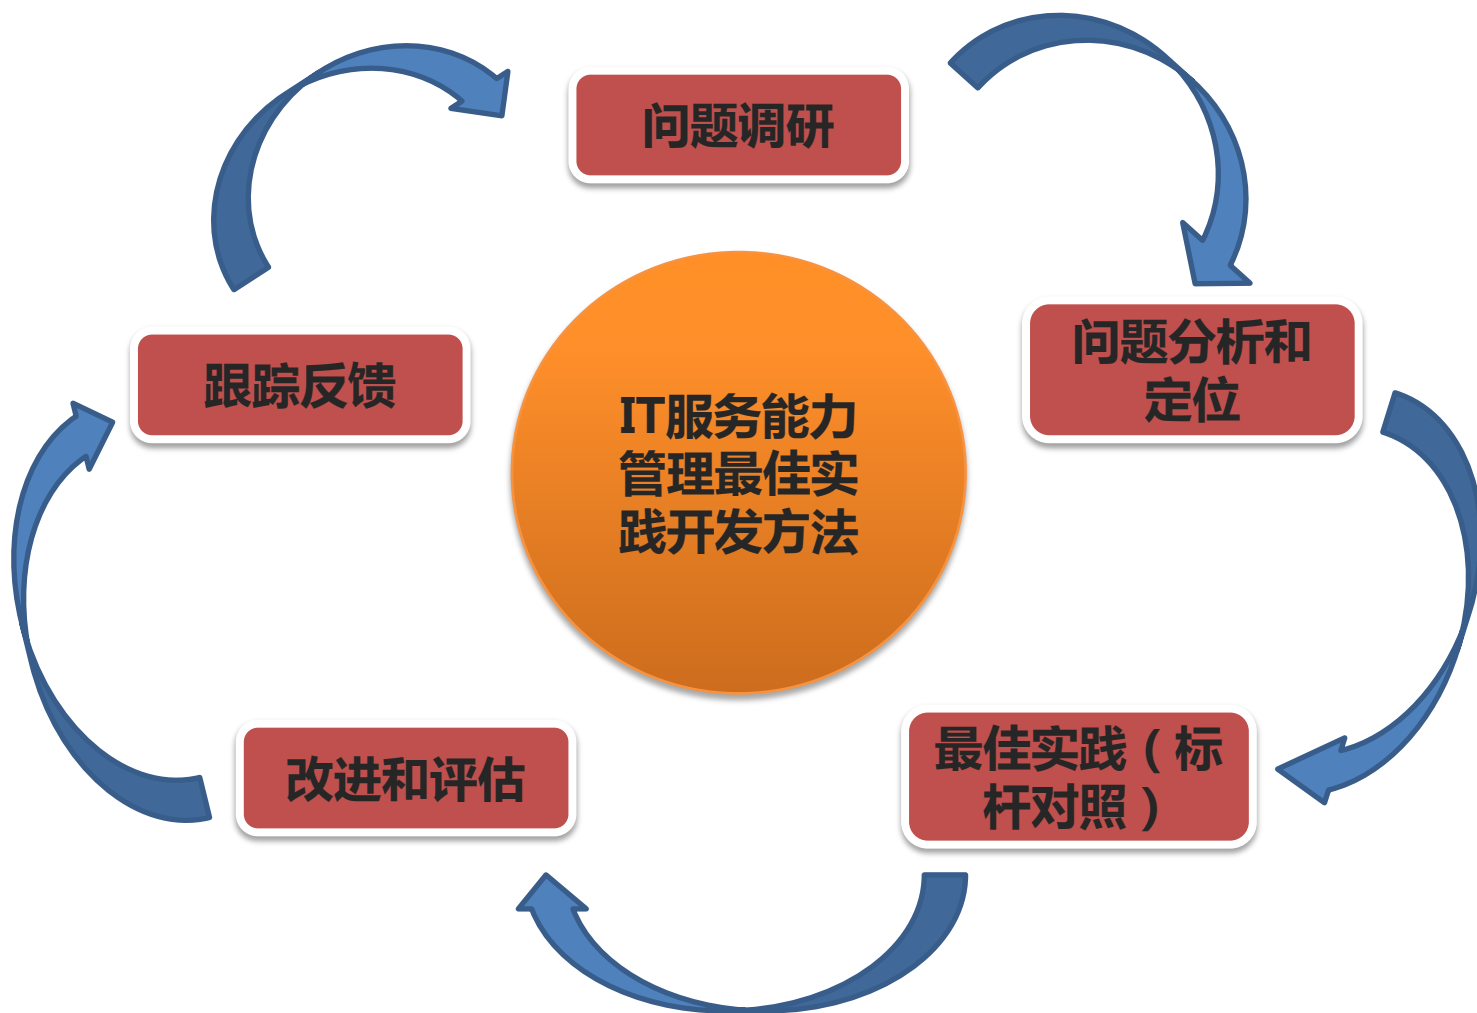 问题调研
问题分析和
定位
跟踪反馈
IT服务能力
管理最佳实
践开发方法
最佳实践（标
杆对照）
改进和评估